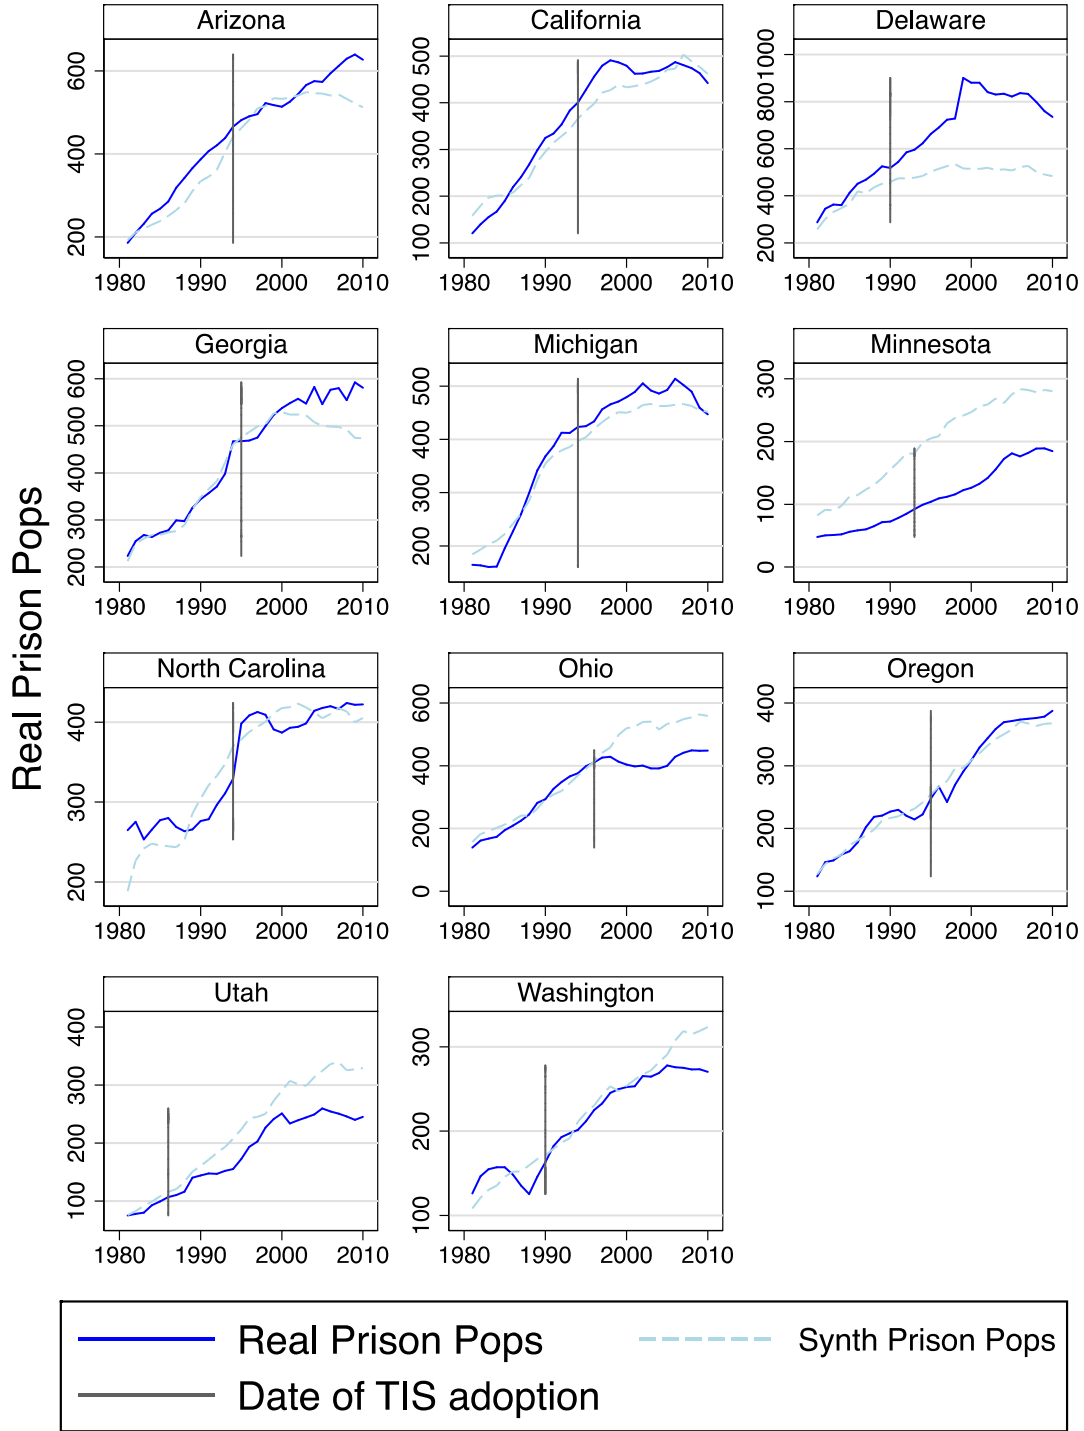 Real Prison Pops
Arizona
200 400 600
1980 1990 2000 2010
California
100 200 300 400 500
1980 1990 2000 2010
Delaware
200 400 600 800 1000
1980 1990 2000 2010
Georgia
200 300 400 500 600
1980 1990 2000 2010
Michigan
200 300 400 500
1980 1990 2000 2010
Minnesota
0 100 200 300
1980 1990 2000 2010
North Carolina
200 300 400
1980 1990 2000 2010
Ohio
0 200 400 600
1980 1990 2000 2010
Oregon
100 200 300 400
1980 1990 2000 2010
Utah
100 200 300 400
1980 1990 2000 2010
Washington
100 200 300
1980 1990 2000 2010
Real Prison Pops
Synth Prison Pops
Date of TIS adoption